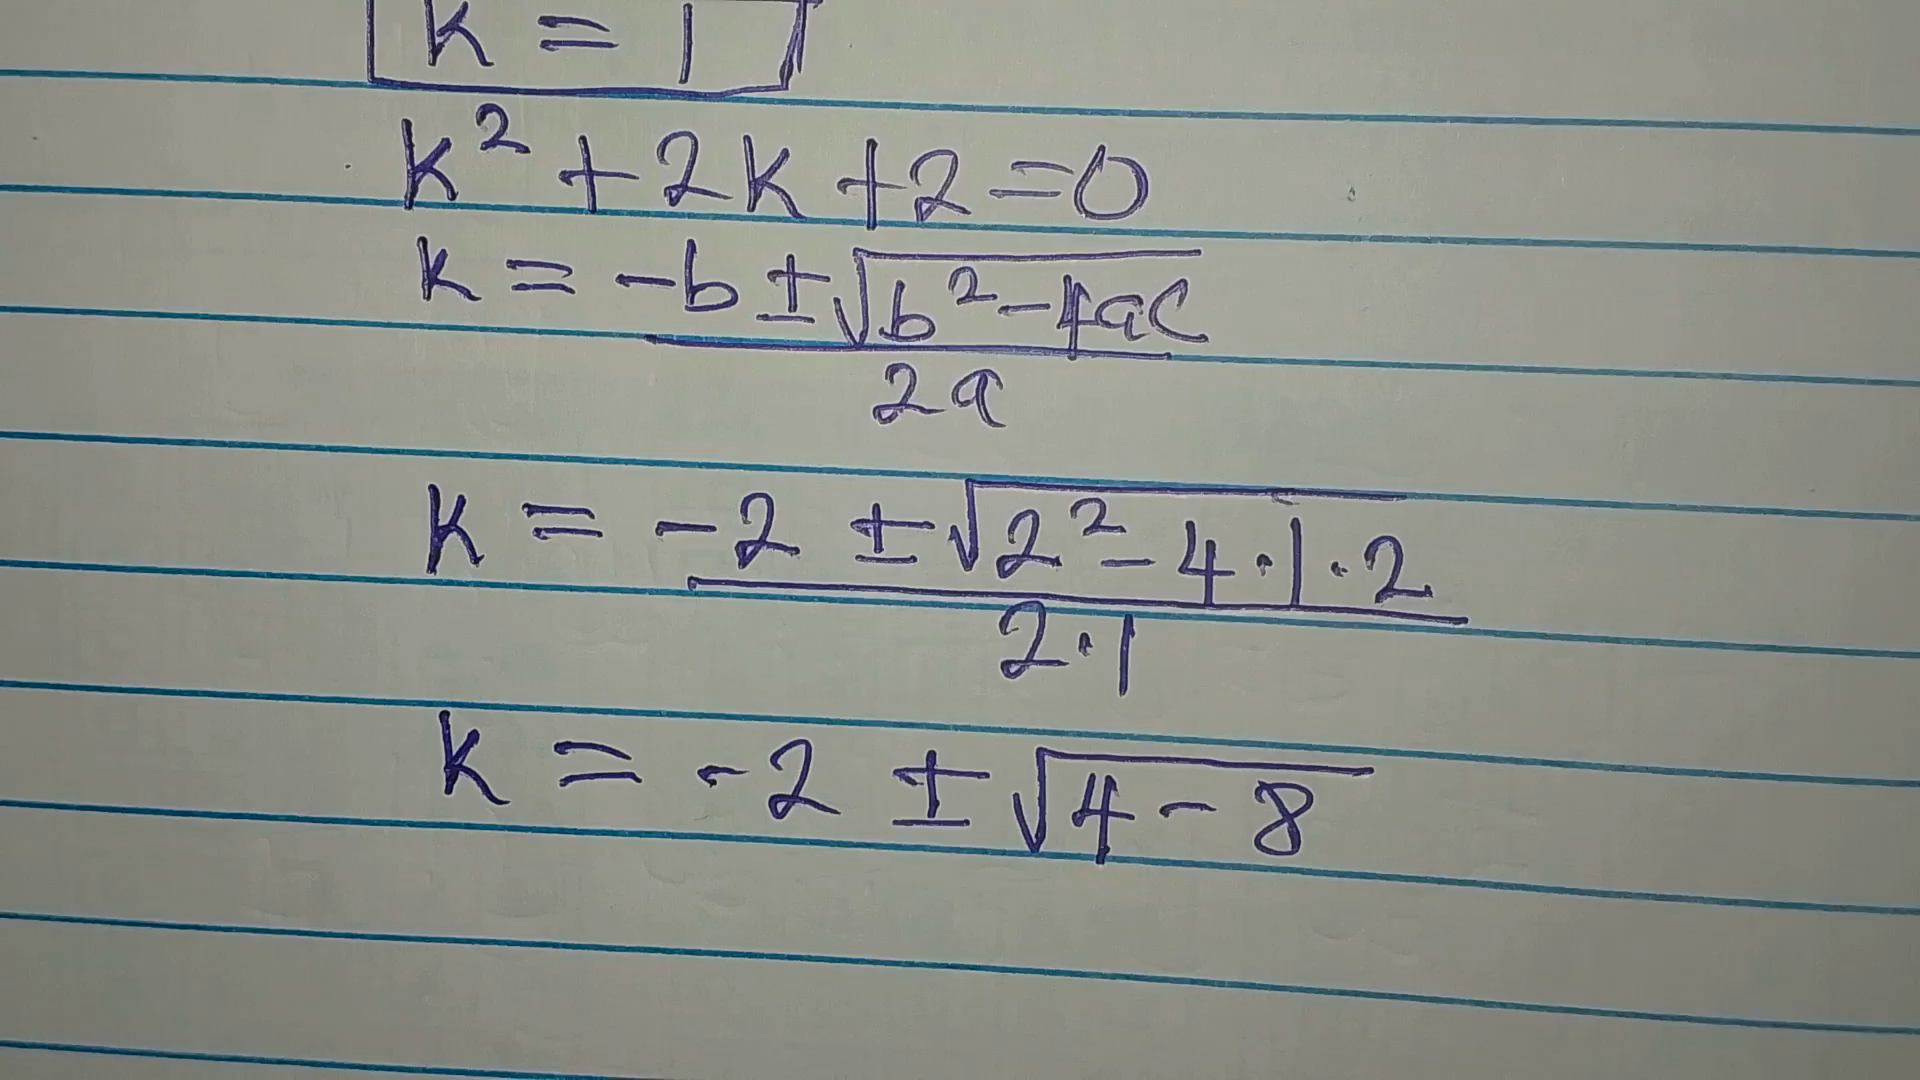 k = 1
k² + 2k + 2 = 0
k = -b ± √b² - 4ac
2a
k = -2 ± √2² - 4·1·2
2·1
k = -2 ± √4 - 8